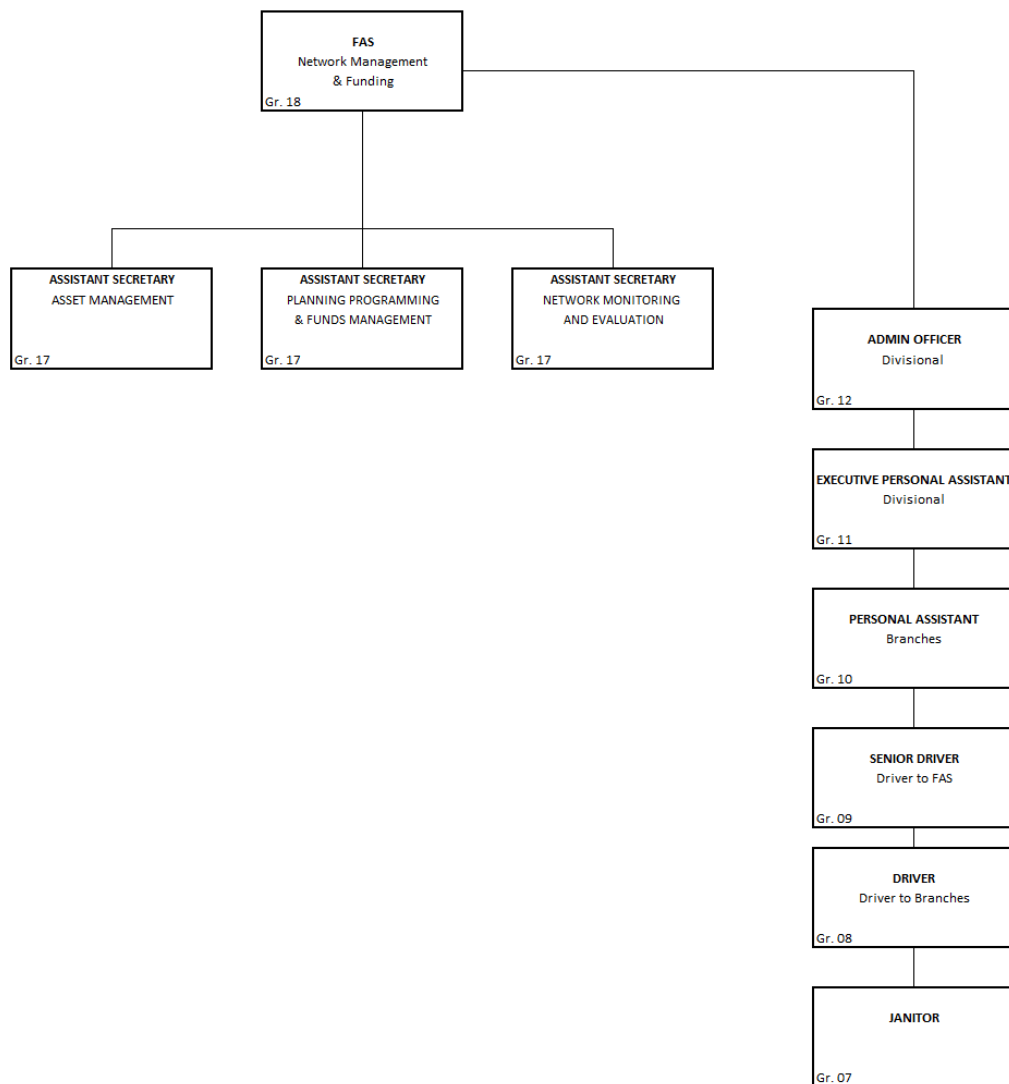 FAS
Network Management
& Funding
Gr. 18
ASSISTANT SECRETARY
ASSET MANAGEMENT
Gr. 17
ASSISTANT SECRETARY
PLANNING PROGRAMMING
& FUNDS MANAGEMENT
Gr. 17
ASSISTANT SECRETARY
NETWORK MONITORING
AND EVALUATION
Gr. 17
ADMIN OFFICER
Divisional
Gr. 12
EXECUTIVE PERSONAL ASSISTANT
Divisional
Gr. 11
PERSONAL ASSISTANT
Branches
Gr. 10
SENIOR DRIVER
Driver to FAS
Gr. 09
DRIVER
Driver to Branches
Gr. 08
JANITOR
Gr. 07